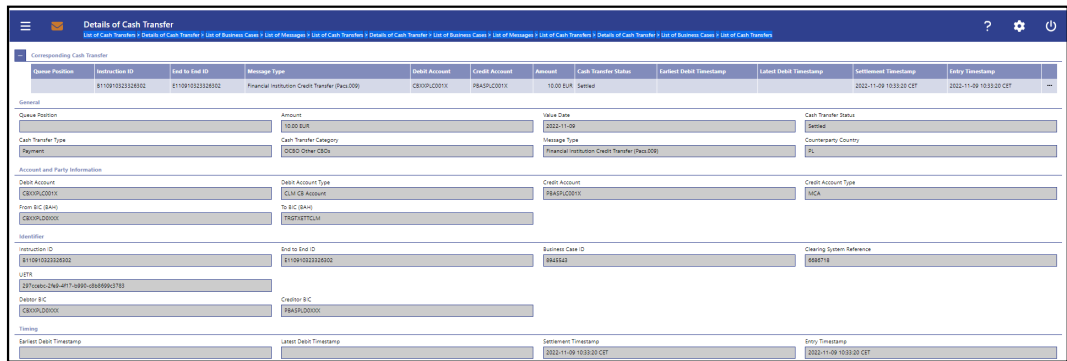 Details of Cash Transfer
List of Cash Transfers > Details of Cash Transfer > List of Business Cases > List of Messages > List of Cash Transfers > Details of Cash Transfer > List of Business Cases > List of Messages > List of Cash Transfers > Details of Cash Transfer > List of Business Cases > List of Cash Transfers
Corresponding Cash Transfer
Queue Position Instruction ID End to End ID Message Type Debit Account Credit Account Amount Cash Transfer Status Earliest Debit Timestamp Latest Debit Timestamp Settlement Timestamp Entry Timestamp
B110910323326302 E110910323326302 Financial Institution Credit Transfer (Pacs.009) CBXXPLC001X PBASPLC001X 10.00 EUR Settled 2022-11-09 10:33:20 CET 2022-11-09 10:33:20 CET ...
General
Queue Position Amount Value Date Cash Transfer Status
10.00 EUR 2022-11-09 Settled
Cash Transfer Type Cash Transfer Category Message Type Counterparty Country
Payment OCBO Other CBOs Financial Institution Credit Transfer (Pacs.009) PL
Account and Party Information
Debit Account Debit Account Type Credit Account Credit Account Type
CBXXPLC001X CLM CB Account PBASPLC001X MCA
From BIC (BAH) To BIC (BAH)
CBXXPLD0XXX TRGTXETTCLM
Identifier
Instruction ID End to End ID Business Case ID Clearing System Reference
B110910323326302 E110910323326302 9945543 6686718
UETR
Debtor BIC Creditor BIC
CBXXPLD0XXX PBASPLD0XXX
Timing
Earliest Debit Timestamp Latest Debit Timestamp Settlement Timestamp Entry Timestamp
2022-11-09 10:33:20 CET 2022-11-09 10:33:20 CET